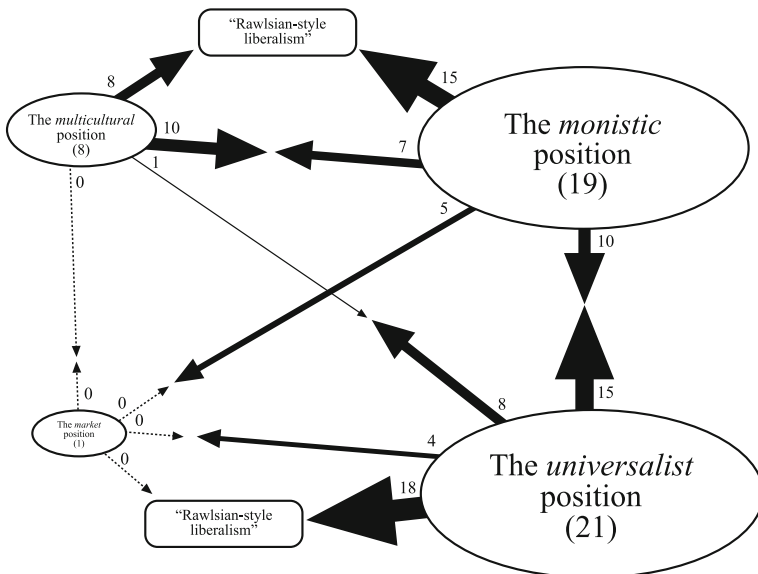 “Rawlsian-style
liberalism”
8
15
The multicultural
position
(8)
10
1
0
The monistic
position
(19)
7
5
10
0
0
0
0
The market
position
(1)
8
15
4
18
The universalist
position
(21)
“Rawlsian-style
liberalism”